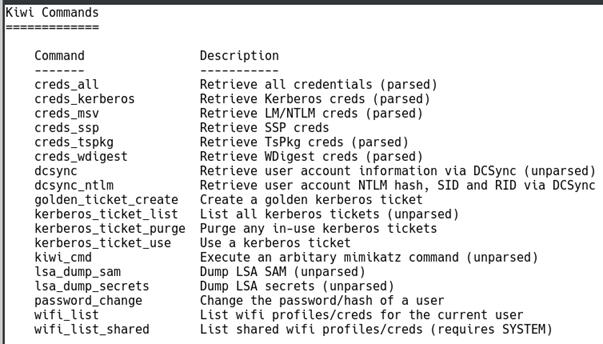 Kiwi Commands
=============
Command Description
------- -----------
creds_all Retrieve all credentials (parsed)
creds_kerberos Retrieve Kerberos creds (parsed)
creds_msv Retrieve LM/NTLM creds (parsed)
creds_ssp Retrieve SSP creds
creds_tspkg Retrieve TsPkg creds (parsed)
creds_wdigest Retrieve WDigest creds (parsed)
dcsync Retrieve user account information via DCSync (unparsed)
dcsync_ntlm Retrieve user account NTLM hash, SID and RID via DCSync
golden_ticket_create Create a golden kerberos ticket
kerberos_ticket_list List all kerberos tickets (unparsed)
kerberos_ticket_purge Purge any in-use kerberos tickets
kerberos_ticket_use Use a kerberos ticket
kiwi_cmd Execute an arbitary mimikatz command (unparsed)
lsa_dump_sam Dump LSA SAM (unparsed)
lsa_dump_secrets Dump LSA secrets (unparsed)
password_change Change the password/hash of a user
wifi_list List wifi profiles/creds for the current user
wifi_list_shared List shared wifi profiles/creds (requires SYSTEM)